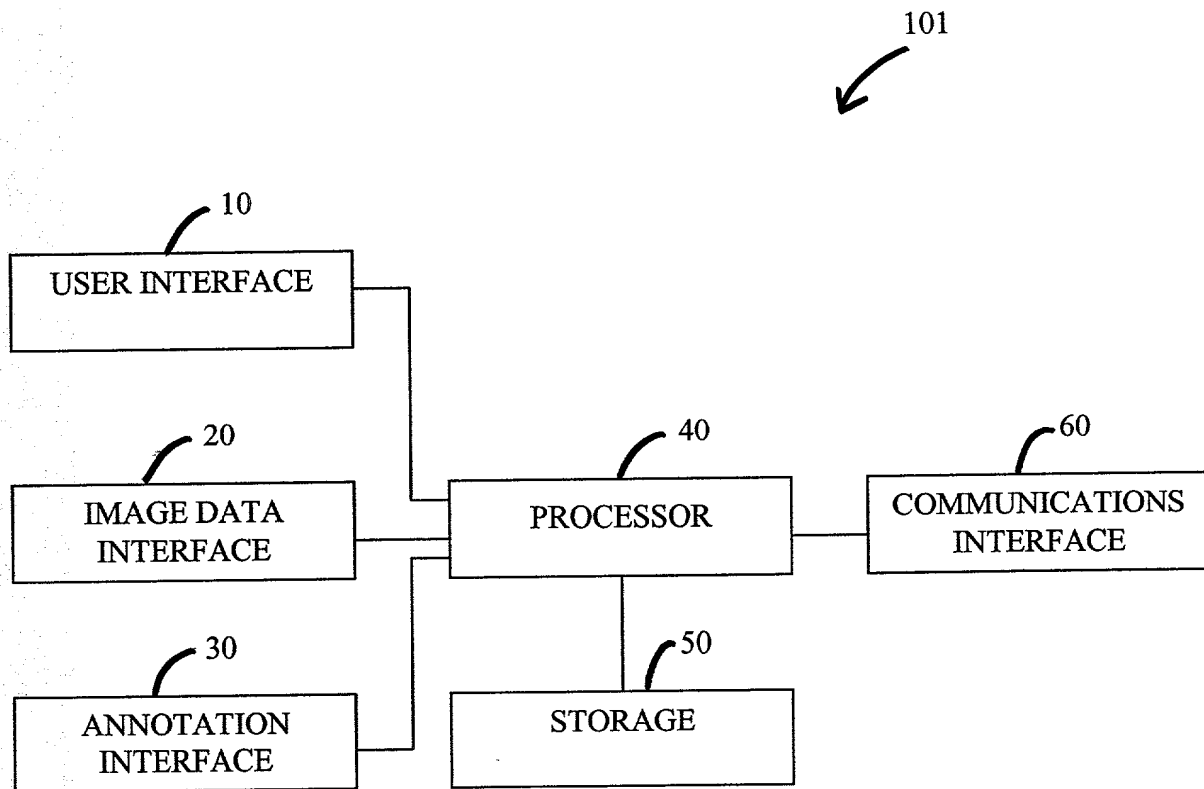 101
10
USER INTERFACE
20
IMAGE DATA
INTERFACE
40
PROCESSOR
60
COMMUNICATIONS
INTERFACE
30
ANNOTATION
INTERFACE
50
STORAGE